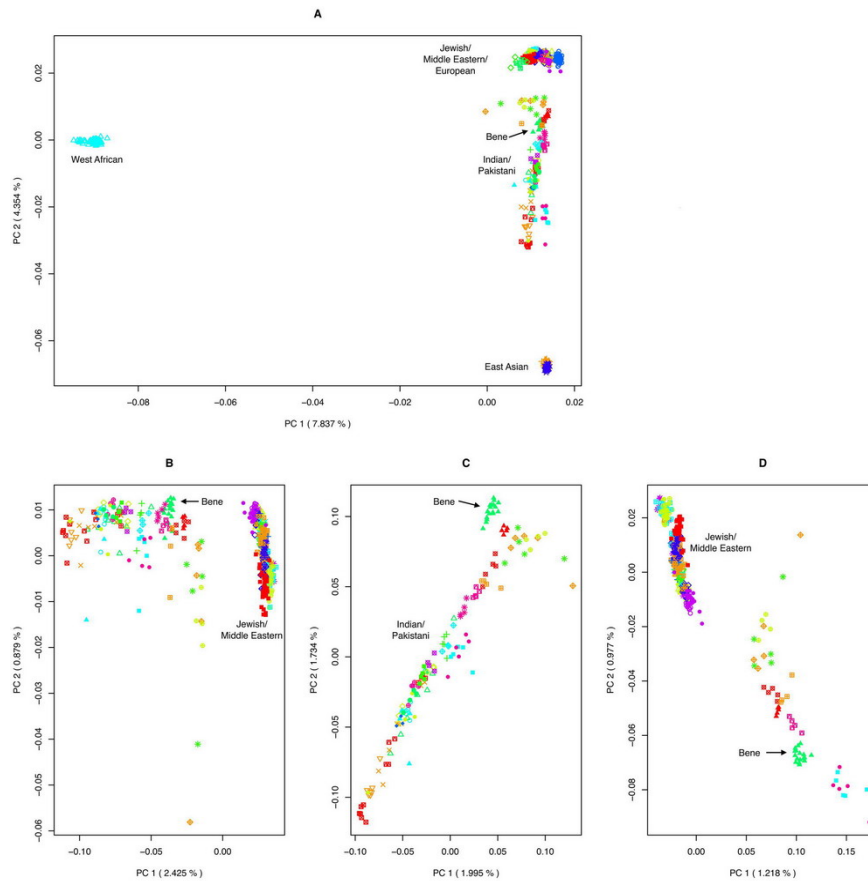 A
Jewish/
Middle Eastern/
European
Bene
West African
Indian/
Pakistani
East Asian
0.02
0.00
−0.02
−0.04
−0.06
PC 2 ( 4.354 % )
−0.08
−0.06
−0.04
−0.02
0.00
0.02
PC 1 ( 7.837 % )
B
Bene
Jewish/
Middle Eastern
0.01
0.00
−0.01
−0.02
−0.03
−0.04
−0.05
−0.06
PC 2 ( 0.879 % )
−0.10
−0.05
0.00
PC 1 ( 2.425 % )
C
Bene
Indian/
Pakistani
0.10
0.05
0.00
−0.05
−0.10
PC 2 ( 1.734 % )
−0.10
−0.05
0.00
0.05
0.10
PC 1 ( 1.995 % )
D
Jewish/
Middle Eastern
Bene
0.02
0.00
−0.02
−0.04
−0.06
−0.08
PC 2 ( 0.977 % )
0.00
0.05
0.10
0.15
PC 1 ( 1.218 % )